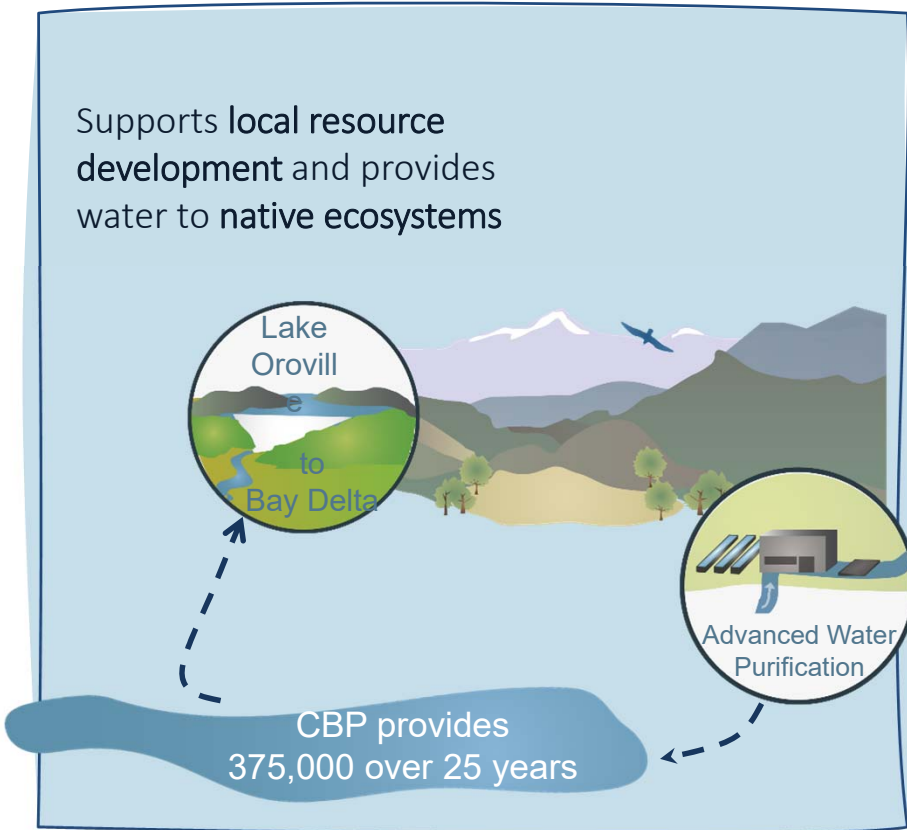 Supports local resource
development and provides
water to native ecosystems
Lake
Orovill
e
to
Bay Delta
Advanced Water
Purification
CBP provides
375,000 over 25 years